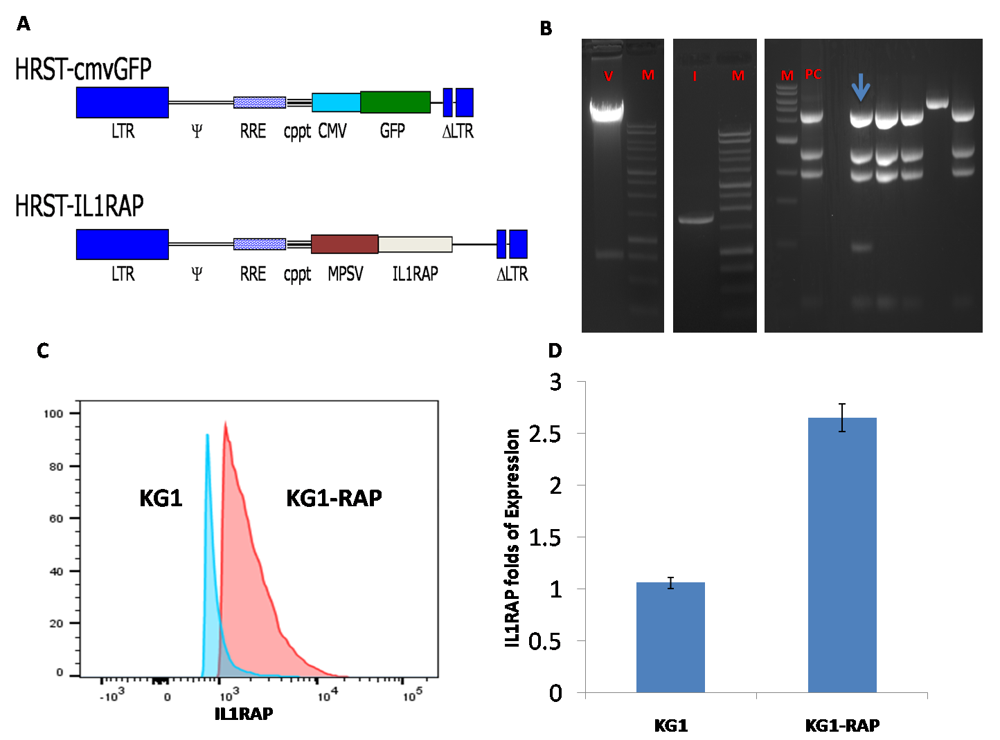 A
HRST-cmvGFP
LTR Ψ RRE cppt CMV GFP ΔLTR
HRST-IL1RAP
LTR Ψ RRE cppt MPSV IL1RAP ΔLTR
B
V M I M M PC
C
100
80
60
40
20
0
KG1 KG1-RAP
-10³ 0 10³ 10⁴ 10⁵
IL1RAP
D
IL1RAP folds of Expression
3
2.5
2
1.5
1
0.5
0
KG1 KG1-RAP